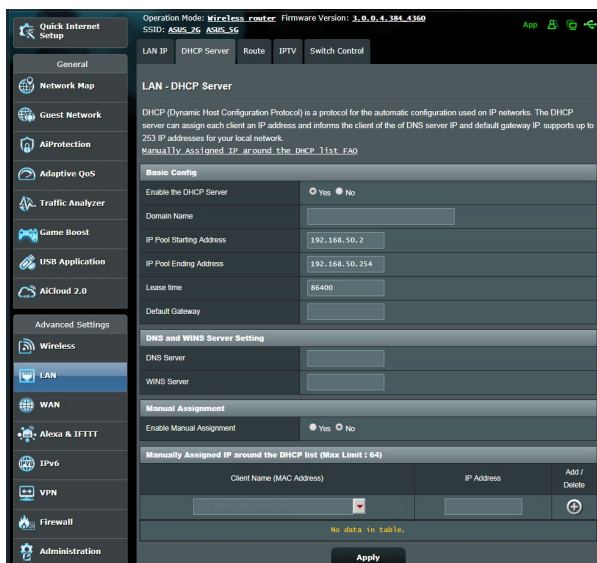 Quick Internet
Setup
General
Network Map
Guest Network
AiProtection
Adaptive QoS
Traffic Analyzer
Game Boost
USB Application
AiCloud 2.0
Advanced Settings
Wireless
LAN
WAN
Alexa & IFTTT
IPv6
VPN
Firewall
Administration
Operation Mode: Wireless router Firmware Version: 3.0.0.4.384_4360
SSID: ASUS_2G ASUS_5G
App
LAN IP DHCP Server Route IPTV Switch Control
LAN - DHCP Server
DHCP (Dynamic Host Configuration Protocol) is a protocol for the automatic configuration used on IP networks. The DHCP
server can assign each client an IP address and informs the client of the of DNS server IP and default gateway IP. supports up to
253 IP addresses for your local network.
Manually Assigned IP around the DHCP list FAQ
Basic Config
Enable the DHCP Server Yes No
Domain Name
IP Pool Starting Address 192.168.50.2
IP Pool Ending Address 192.168.50.254
Lease time 86400
Default Gateway
DNS and WINS Server Setting
DNS Server
WINS Server
Manual Assignment
Enable Manual Assignment Yes No
Manually Assigned IP around the DHCP list (Max Limit : 64)
Client Name (MAC Address) IP Address Add /
Delete
No data in table.
Apply